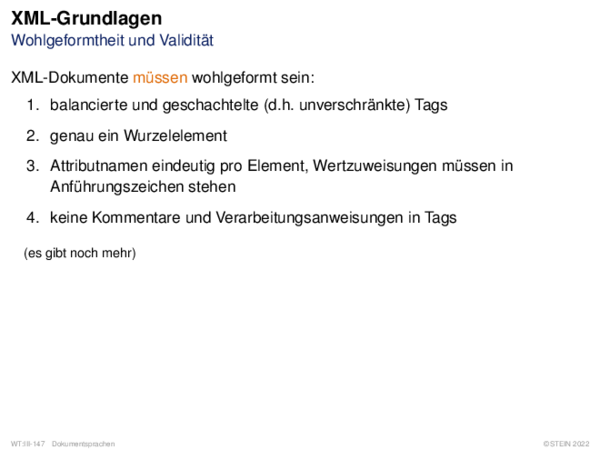 XML-Grundlagen
Wohlgeformtheit und Validität
XML-Dokumente müssen wohlgeformt sein:
1. balancierte und geschachtelte (d.h. unverschränkte) Tags
2. genau ein Wurzelelement
3. Attributnamen eindeutig pro Element, Wertzuweisungen müssen in
Anführungszeichen stehen
4. keine Kommentare und Verarbeitungsanweisungen in Tags
(es gibt noch mehr)
WT:III-147 Dokumentsprachen
©STEIN 2022